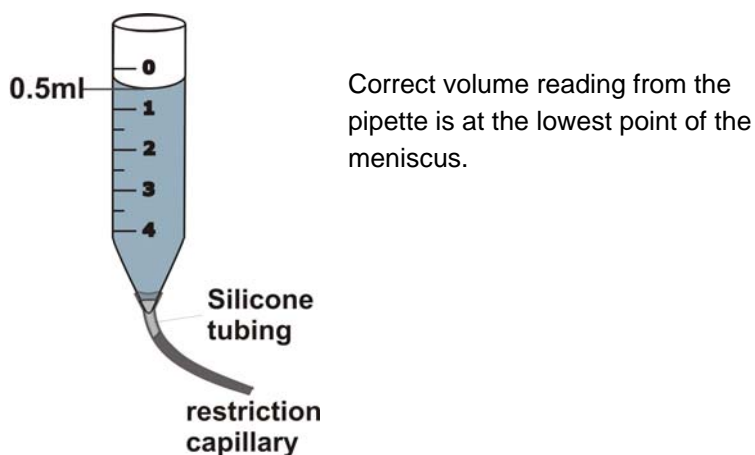 0
0.5ml
1
2
3
4
Silicone
tubing
restriction
capillary
Correct volume reading from the
pipette is at the lowest point of the
meniscus.